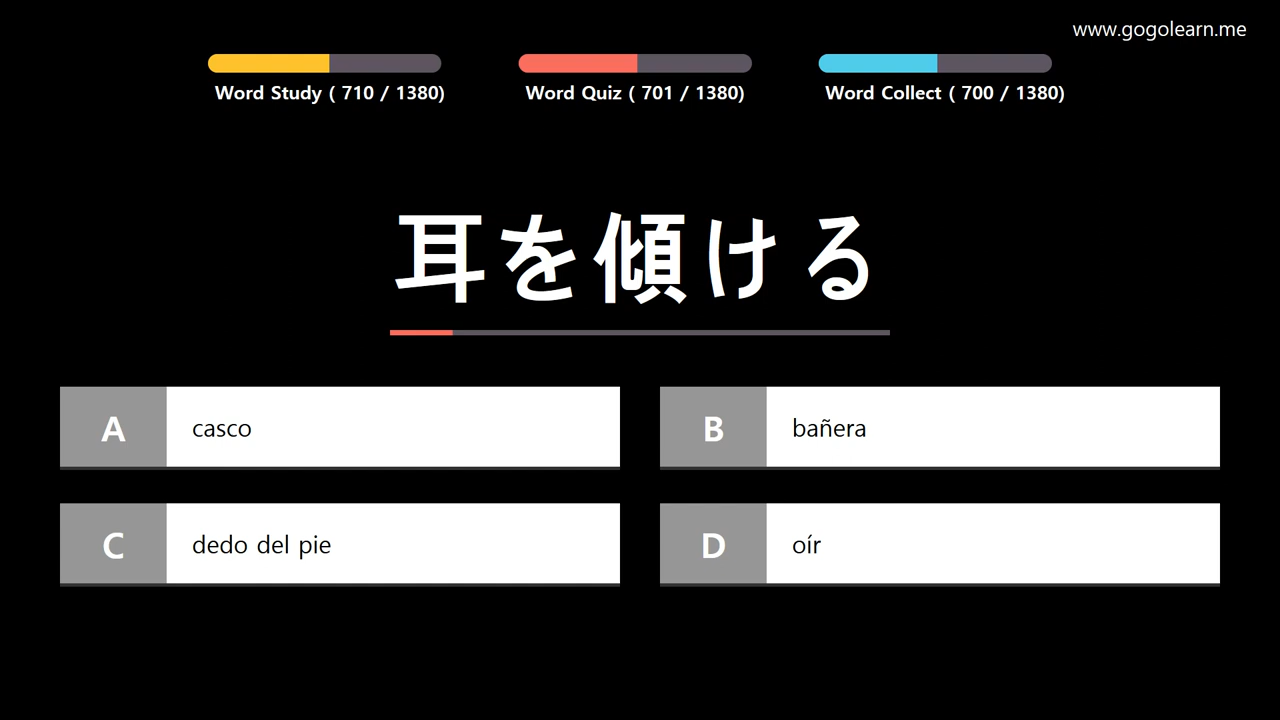 www.gogolearn.me
Word Study ( 710 / 1380)
Word Quiz ( 701 / 1380)
Word Collect ( 700 / 1380)
耳を傾ける
A casco
B bañera
C dedo del pie
D oír